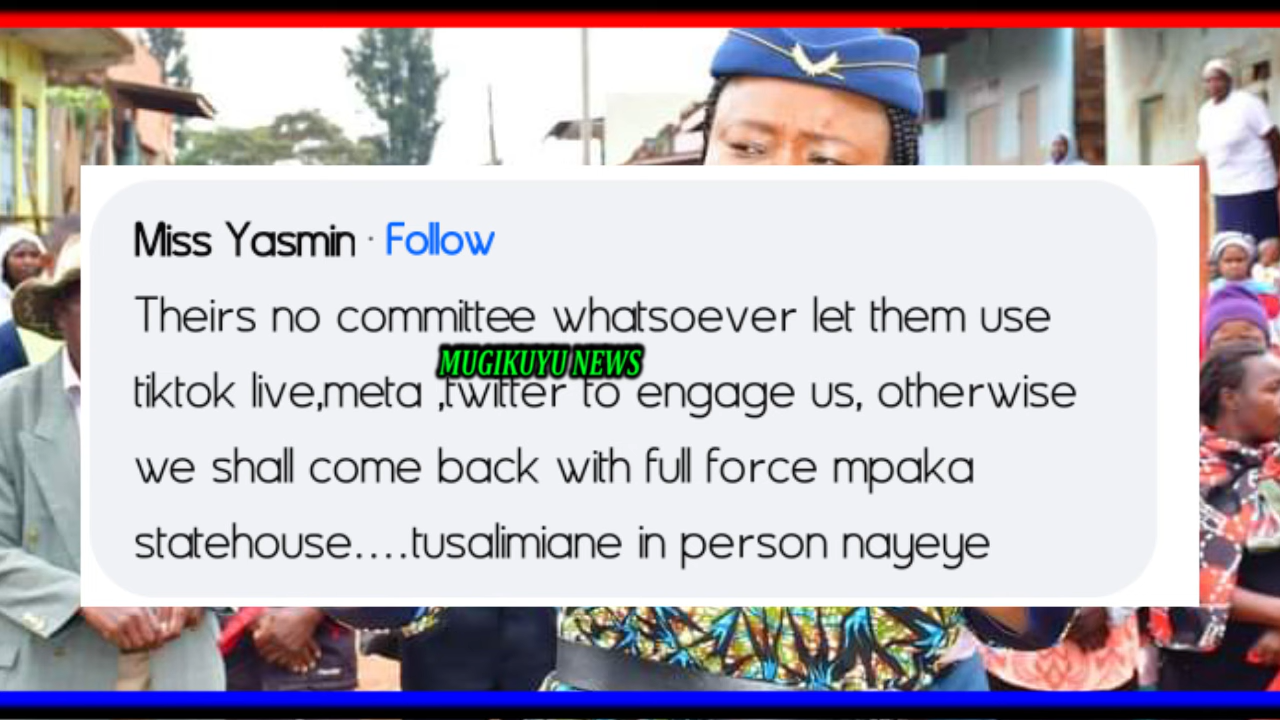 Miss Yasmin · Follow
Theirs no committee whatsoever let them use
MUGIKUYU NEWS
tiktok live,meta ,twitter to engage us, otherwise
we shall come back with full force mpaka
statehouse....tusalimiane in person nayeye